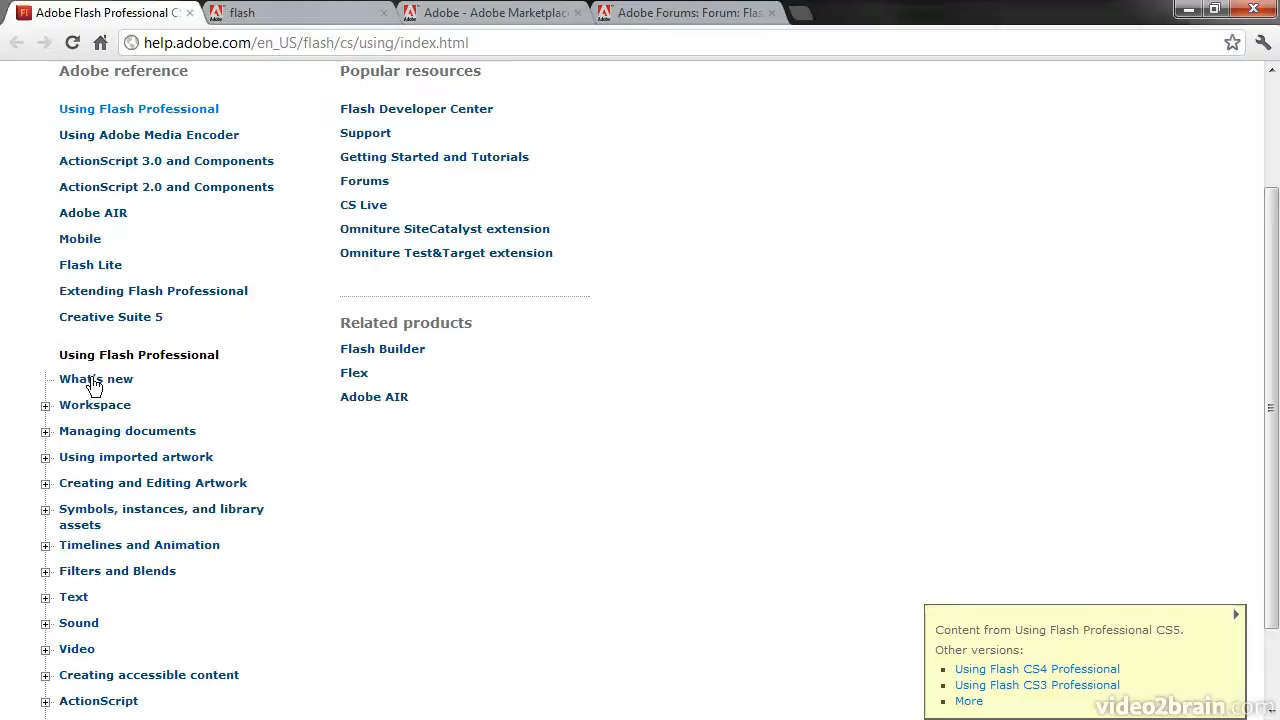 Adobe Flash Professional CS
flash
Adobe - Adobe Marketplac
Adobe Forums: Forum: Flas
help.adobe.com/en_US/flash/cs/using/index.html
Adobe reference
Using Flash Professional
Using Adobe Media Encoder
ActionScript 3.0 and Components
ActionScript 2.0 and Components
Adobe AIR
Mobile
Flash Lite
Extending Flash Professional
Creative Suite 5
Using Flash Professional
What's new
Workspace
Managing documents
Using imported artwork
Creating and Editing Artwork
Symbols, instances, and library
assets
Timelines and Animation
Filters and Blends
Text
Sound
Video
Creating accessible content
ActionScript
Popular resources
Flash Developer Center
Support
Getting Started and Tutorials
Forums
CS Live
Omniture SiteCatalyst extension
Omniture Test&Target extension
Related products
Flash Builder
Flex
Adobe AIR
Content from Using Flash Professional CS5.
Other versions:
Using Flash CS4 Professional
Using Flash CS3 Professional
More
video2brain.com